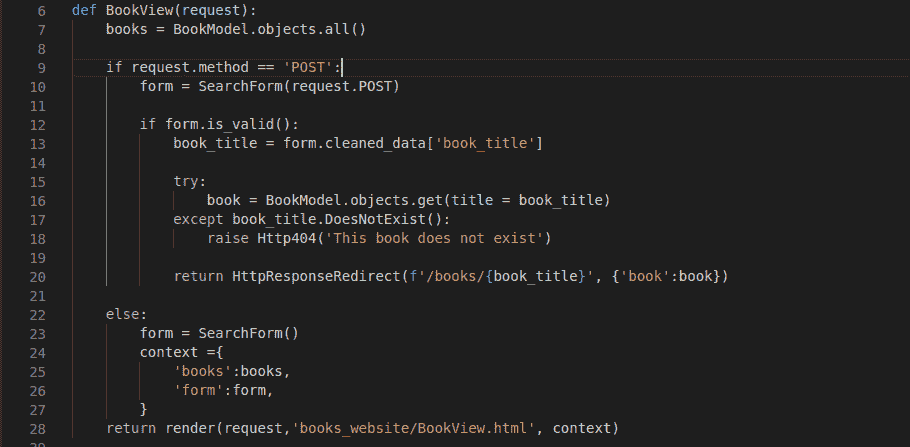 6 def BookView(request):
7     books = BookModel.objects.all()
8
9     if request.method == 'POST':
10         form = SearchForm(request.POST)
11
12         if form.is_valid():
13             book_title = form.cleaned_data['book_title']
14
15             try:
16                 book = BookModel.objects.get(title = book_title)
17             except book_title.DoesNotExist():
18                 raise Http404('This book does not exist')
19
20             return HttpResponseRedirect(f'/books/{book_title}', {'book':book})
21
22     else:
23         form = SearchForm()
24         context ={
25             'books':books,
26             'form':form,
27         }
28     return render(request,'books_website/BookView.html', context)